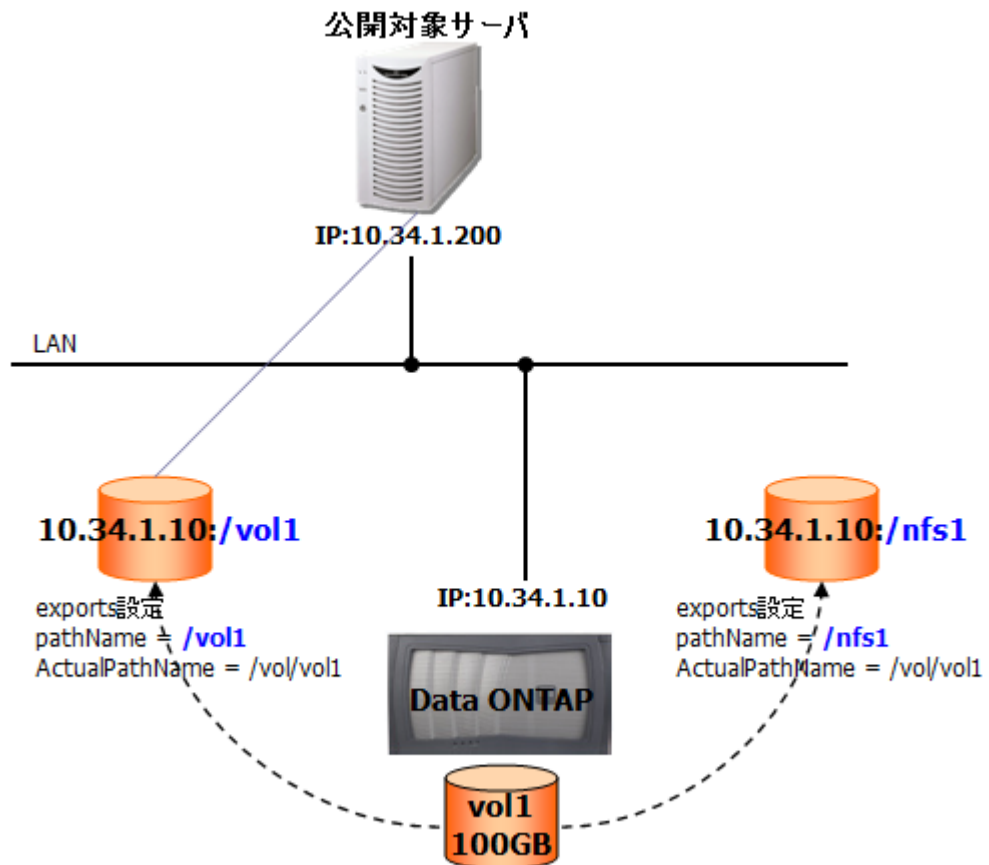 公開対象サーバ
IP:10.34.1.200
LAN
10.34.1.10:/vol1
10.34.1.10:/nfs1
exports設定
pathName = /vol1
ActualPathName = /vol/vol1
IP:10.34.1.10
exports設定
pathName = /nfs1
ActualPathName = /vol/vol1
Data ONTAP
vol1
100GB